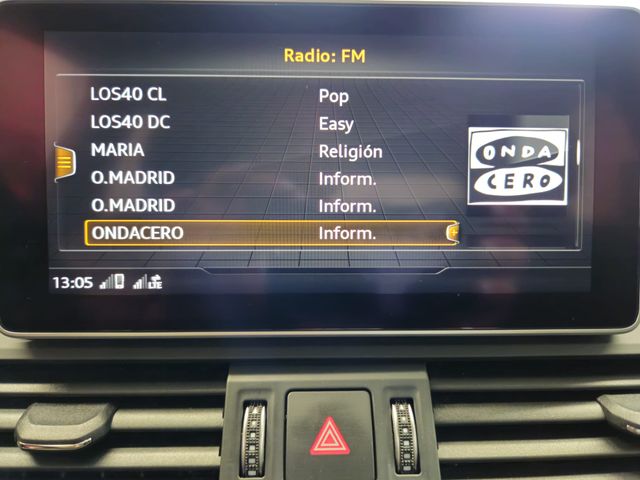 Radio: FM
LOS40 CL Pop
LOS40 DC Easy
MARIA Religión
O.MADRID Inform.
O.MADRID Inform.
ONDACERO Inform.
ONDA
CERO
13:05 LTE